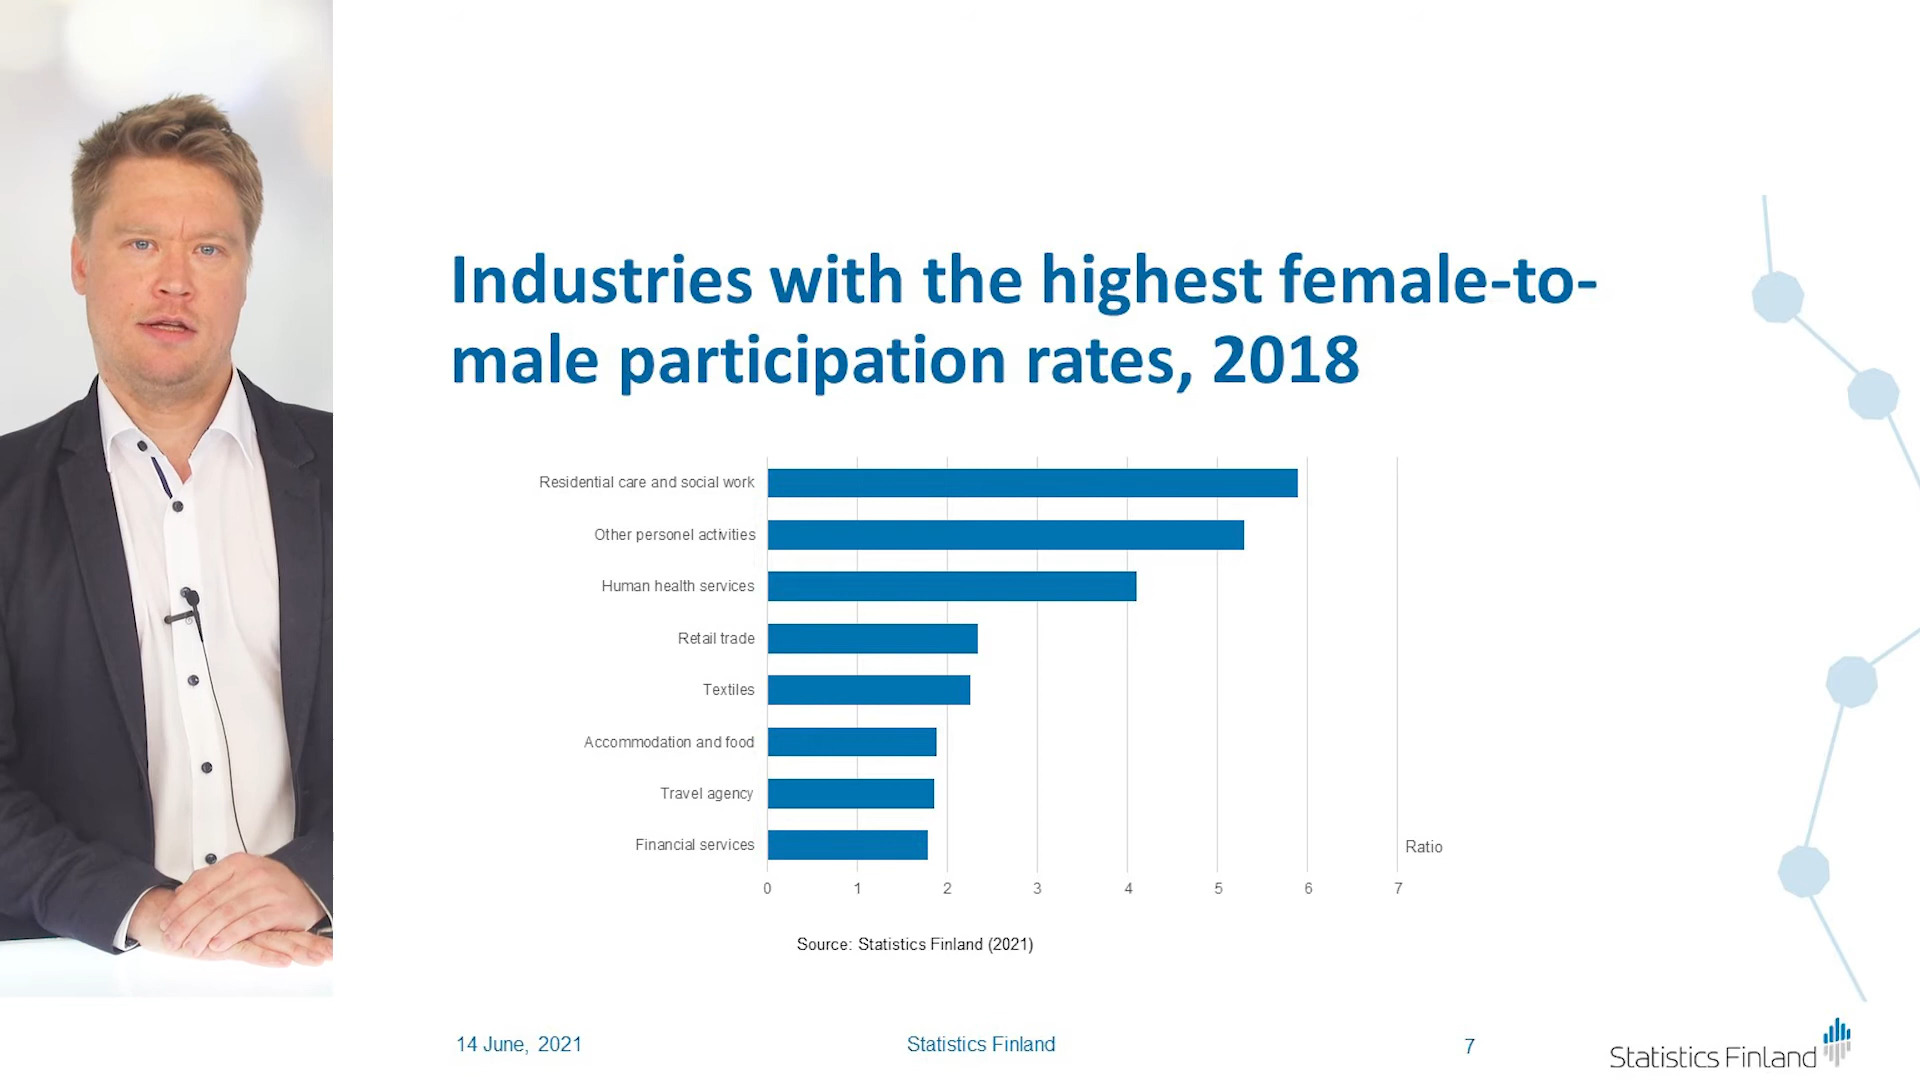 Industries with the highest female-to-
male participation rates, 2018
Residential care and social work
Other personel activities
Human health services
Retail trade
Textiles
Accommodation and food
Travel agency
Financial services
Ratio
0 1 2 3 4 5 6 7
Source: Statistics Finland (2021)
14 June, 2021 Statistics Finland 7
Statistics Finland